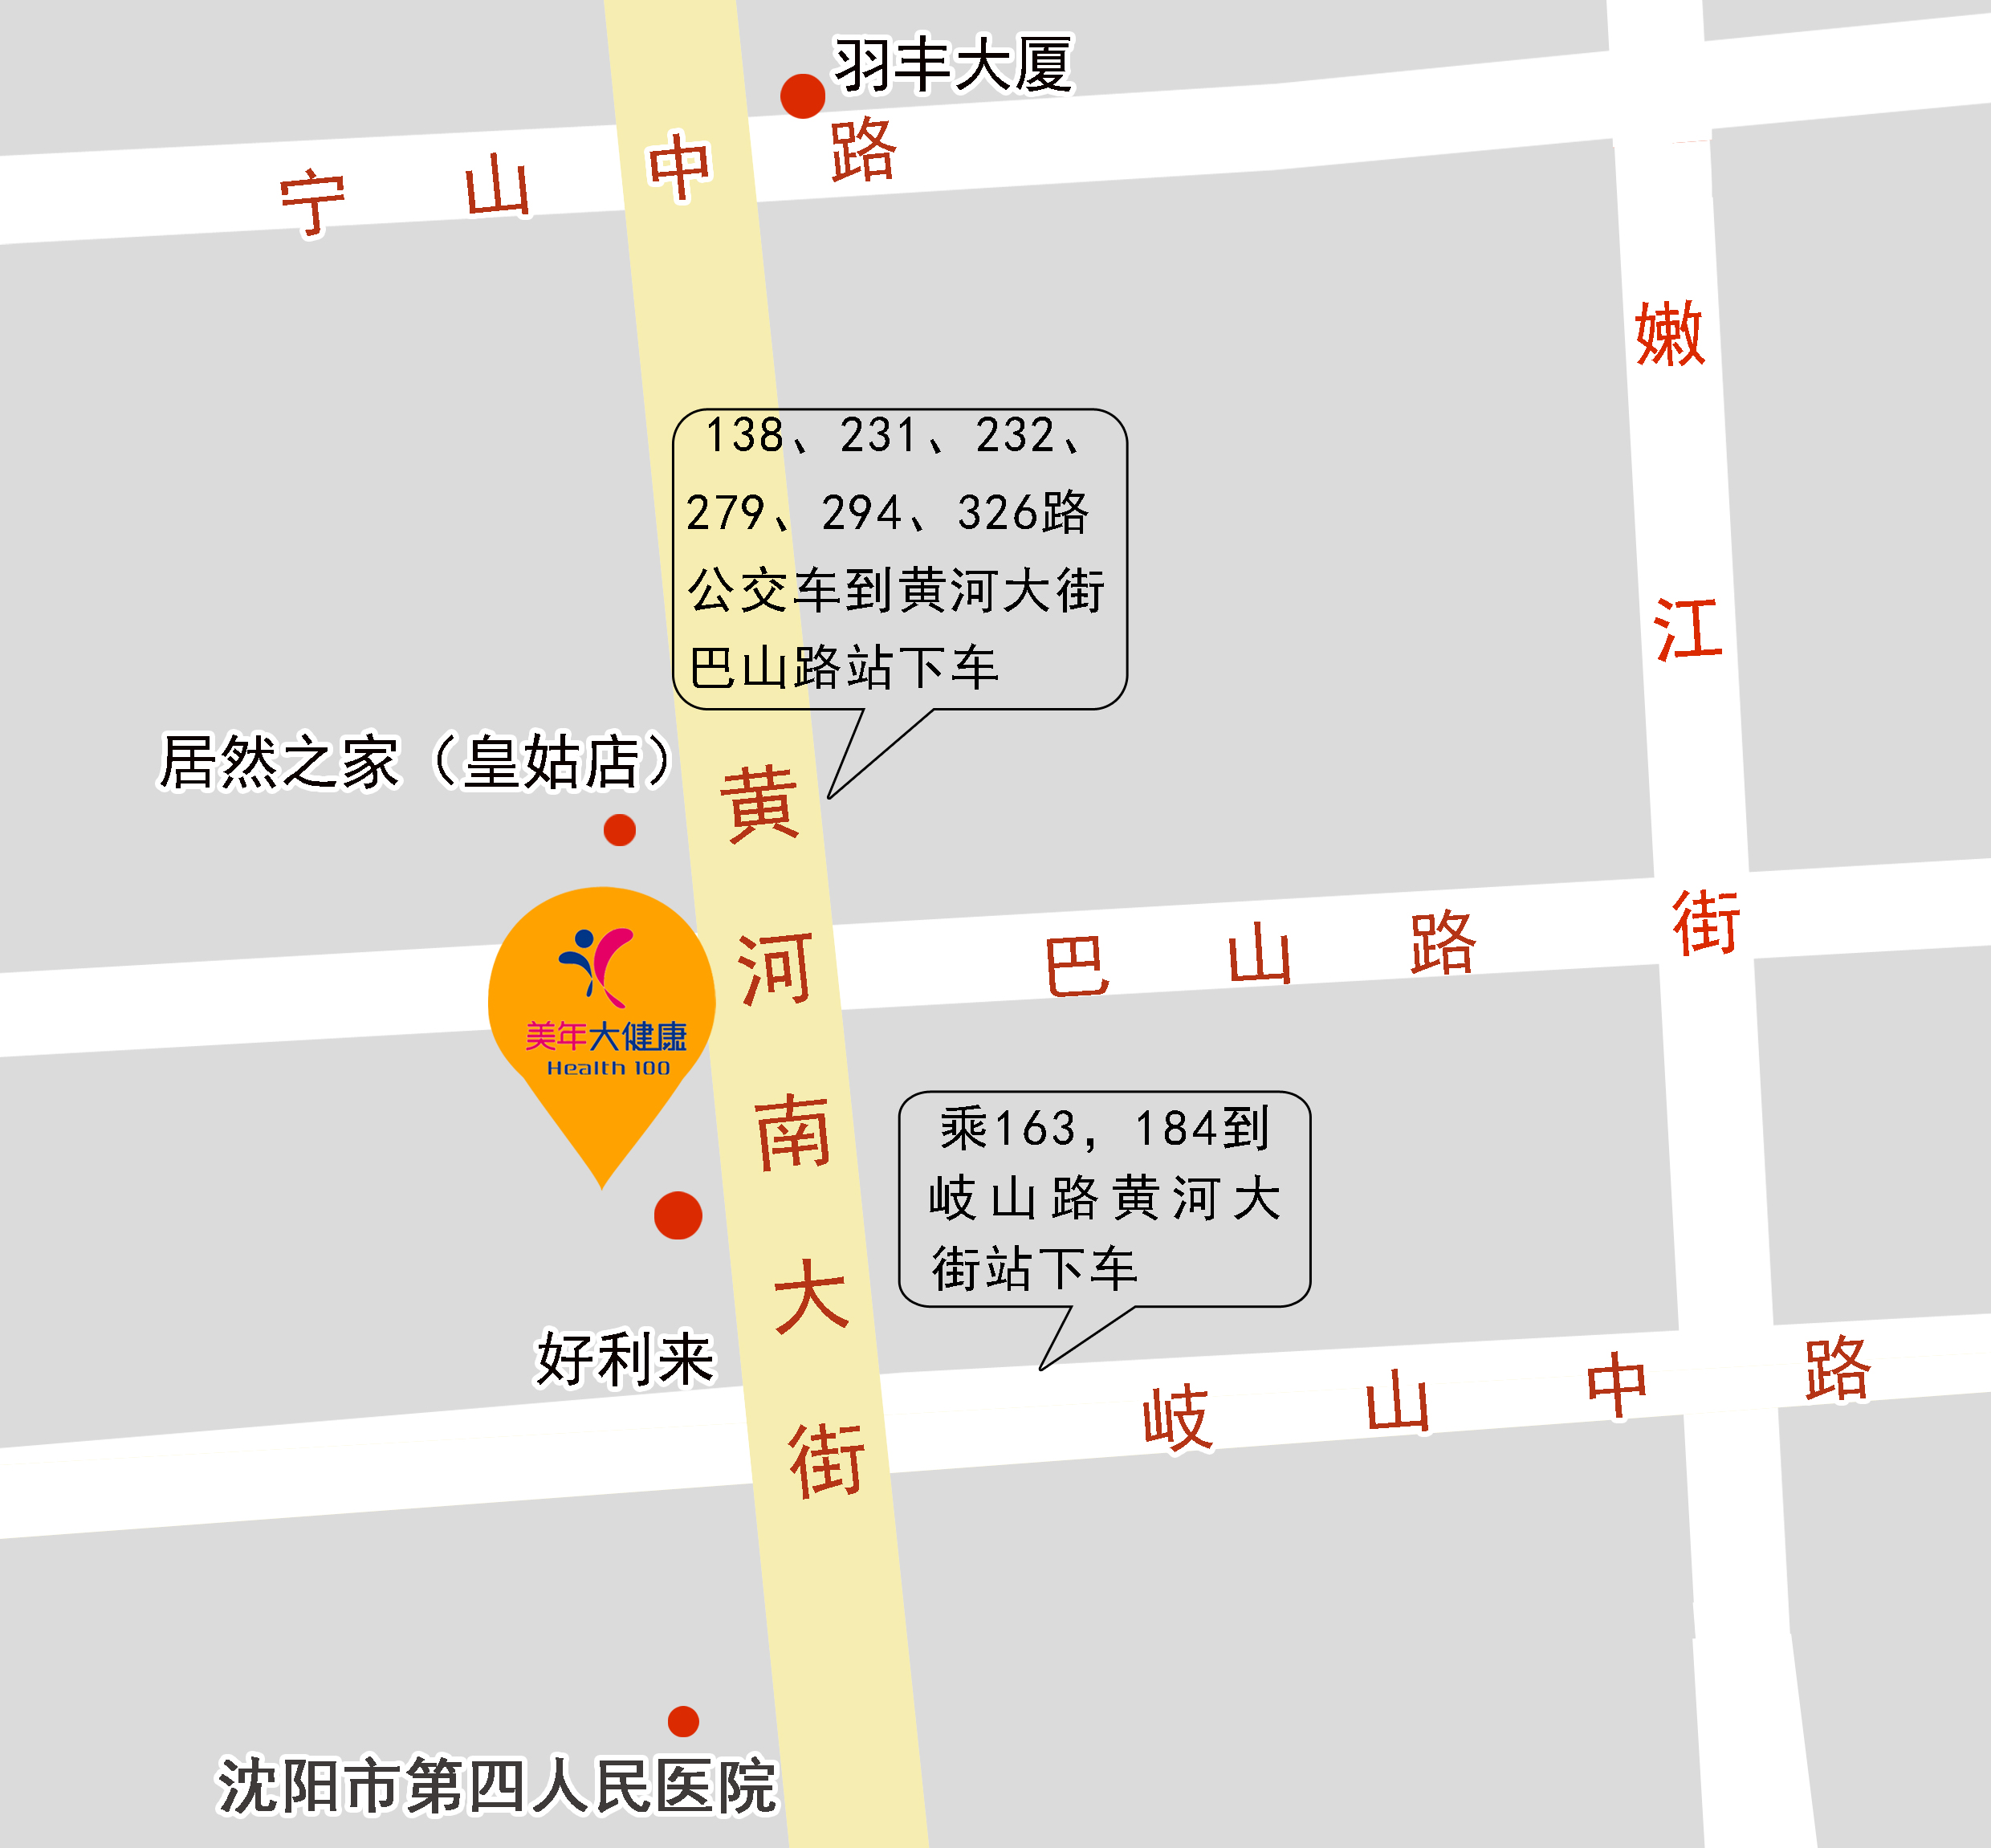 羽丰大厦
宁山中路
嫩江街
138、231、232、
279、294、326路
公交车到黄河大街
巴山路站下车
居然之家（皇姑店）
黄河南大街
巴山路
美年大健康
Health 100
乘163，184到
岐山路黄河大
街站下车
好利来
岐山中路
沈阳市第四人民医院